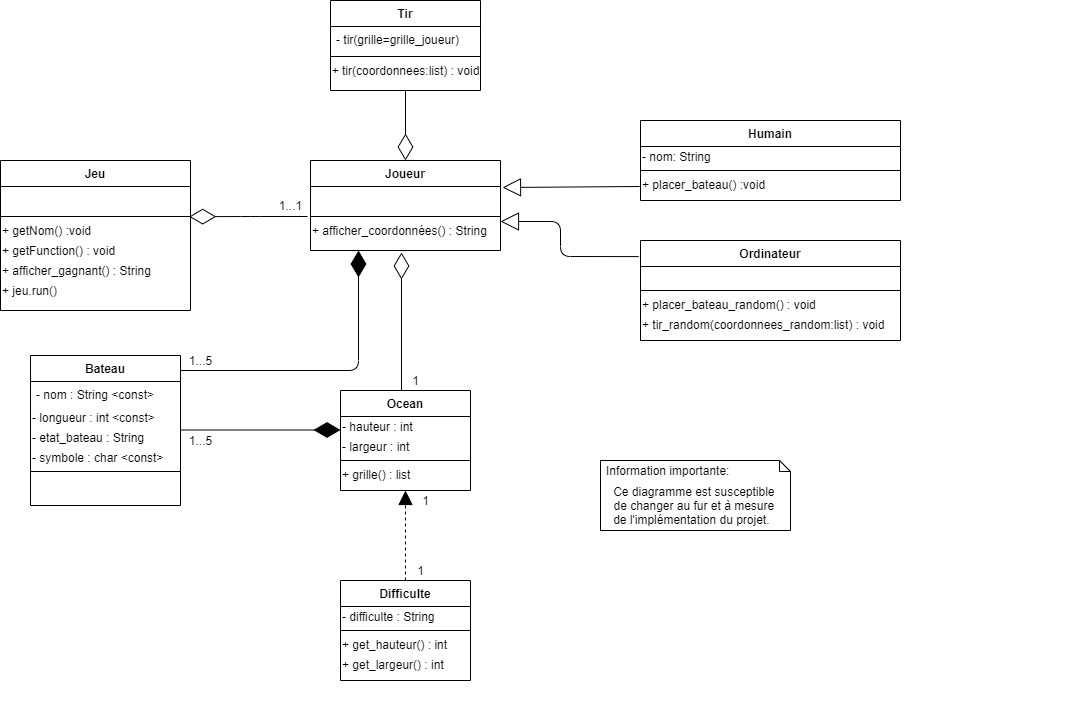 Tir
- tir(grille=grille_joueur)
+ tir(coordonnees:list) : void
Humain
- nom: String
+ placer_bateau() :void
Jeu
+ getNom() :void
+ getFunction() : void
+ afficher_gagnant() : String
+ jeu.run()
1...1
Joueur
+ afficher_coordonnées() : String
Ordinateur
+ placer_bateau_random() : void
+ tir_random(coordonnees_random:list) : void
1...5
Bateau
- nom : String <const>
- longueur : int <const>
- etat_bateau : String
- symbole : char <const>
1...5
1
Ocean
- hauteur : int
- largeur : int
+ grille() : list
1
Information importante:
Ce diagramme est susceptible
de changer au fur et à mesure
de l'implémentation du projet.
1
Difficulte
- difficulte : String
+ get_hauteur() : int
+ get_largeur() : int